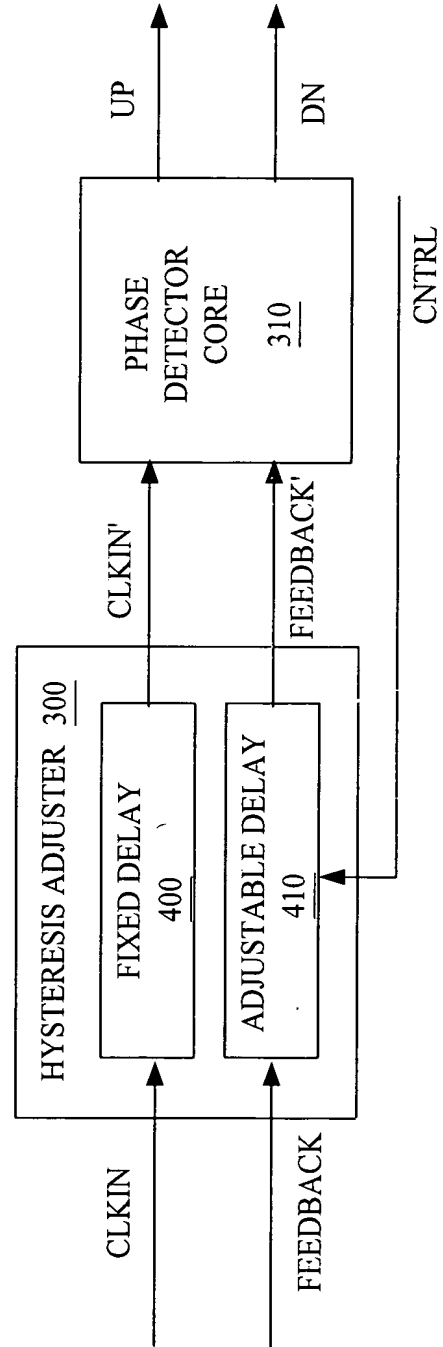 CLKIN
FEEDBACK
HYSTERESIS ADJUSTER 300
FIXED DELAY
400
ADJUSTABLE DELAY
410
CLKIN'
FEEDBACK'
PHASE
DETECTOR
CORE
310
UP
DN
CNTRL